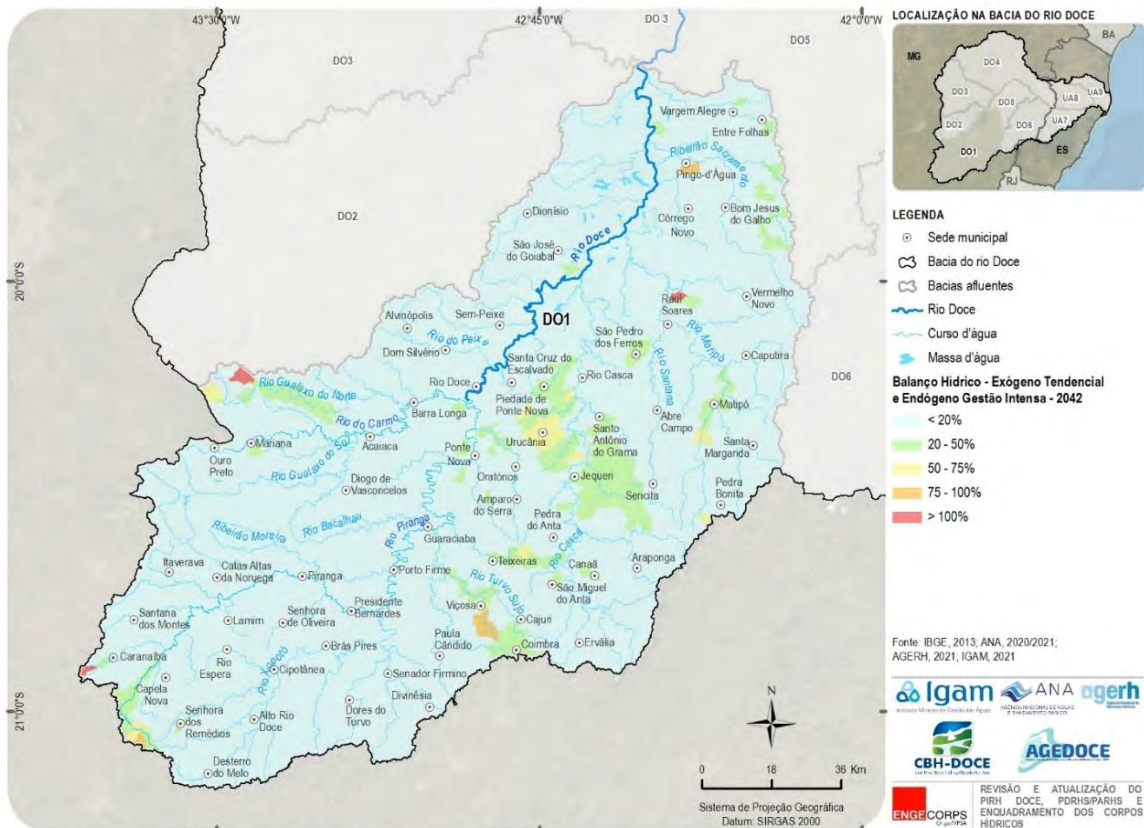 43°30'0"W
42°45'0"W
42°0'0"W
20°0'0"S
21°0'0"S
DO3
DO 3
DO5
DO2
DO1
DO6
Vargem Alegre
Entre Folhas
Ribeirão Sacramento
Pingo-d'Água
Dionísio
Córrego
Novo
Bom Jesus
do Galho
São José
do Goiabal
Rio Doce
Raul
Soares
Vermelho
Novo
Alvinópolis
Sem-Peixe
Rio do Peixe
Dom Silvério
São Pedro
dos Ferros
Rio Matipó
Caputira
Santa Cruz do
Escalvado
Rio Casca
Rio Santana
Rio Gualaxo do Norte
Rio Doce
Piedade de
Ponte Nova
Barra Longa
Matipó
Abre
Campo
Rio do Carmo
Santo
Antônio
do Grama
Mariana
Acaiaca
Urucânia
Ouro
Preto
Rio Gualaxo do Sul
Ponte
Nova
Santa
Margarida
Oratórios
Diogo de
Vasconcelos
Jequeri
Sericita
Pedra
Bonita
Amparo
do Serra
Pedra
do Anta
Ribeirão Moreira
Rio Bacalhau
Rio Piranga
Guaraciaba
Rio Casca
Itaverava
Catas Altas
da Noruega
Piranga
Porto Firme
Teixeiras
Canaã
Araponga
Rio Turvo Sujo
São Miguel
do Anta
Santana
dos Montes
Lamim
Senhora
de Oliveira
Presidente
Bernardes
Viçosa
Cajuri
Brás Pires
Paula
Cândido
Coimbra
Ervália
Caranaíba
Rio
Espera
Rio Xopotó
Cipotânea
Senador Firmino
Capela
Nova
Divinésia
Senhora
dos
Remédios
Alto Rio
Doce
Dores do
Turvo
Desterro
do Melo
N
0 18 36 Km
Sistema de Projeção Geográfica
Datum: SIRGAS 2000
LOCALIZAÇÃO NA BACIA DO RIO DOCE
MG
BA
DO4
DO3
DO5
UA8
UA9
DO2
DO6
UA7
DO1
ES
RJ
LEGENDA
Sede municipal
Bacia do rio Doce
Bacias afluentes
Rio Doce
Curso d'água
Massa d'água
Balanço Hídrico - Exógeno Tendencial
e Endógeno Gestão Intensa - 2042
< 20%
20 - 50%
50 - 75%
75 - 100%
> 100%
Fonte: IBGE, 2013; ANA, 2020/2021;
AGERH, 2021; IGAM, 2021
Igam
Instituto Mineiro de Gestão das Águas
ANA
AGÊNCIA NACIONAL DE ÁGUAS
E SANEAMENTO BÁSICO
agerh
CBH-DOCE
AGEDOCE
ENGECORPS
REVISÃO E ATUALIZAÇÃO DO
PIRH DOCE, PDRHS/PARHS E
ENQUADRAMENTO DOS CORPOS
HÍDRICOS